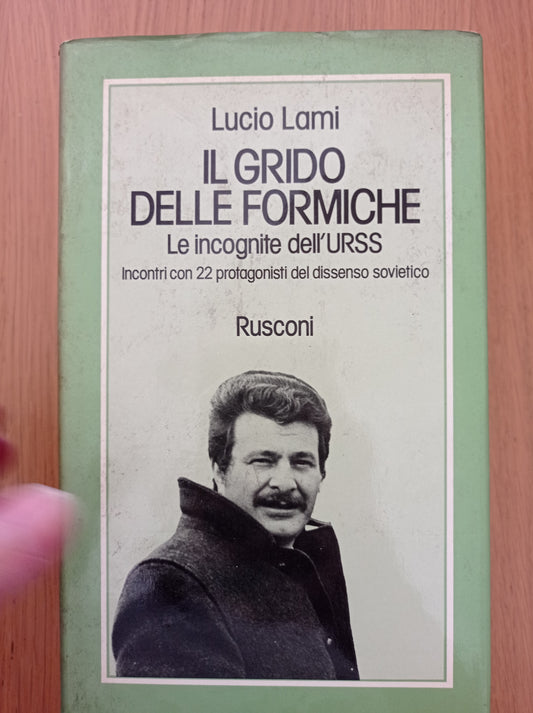 Lucio Lami
IL GRIDO
DELLE FORMICHE
Le incognite dell'URSS
Incontri con 22 protagonisti del dissenso sovietico
Rusconi